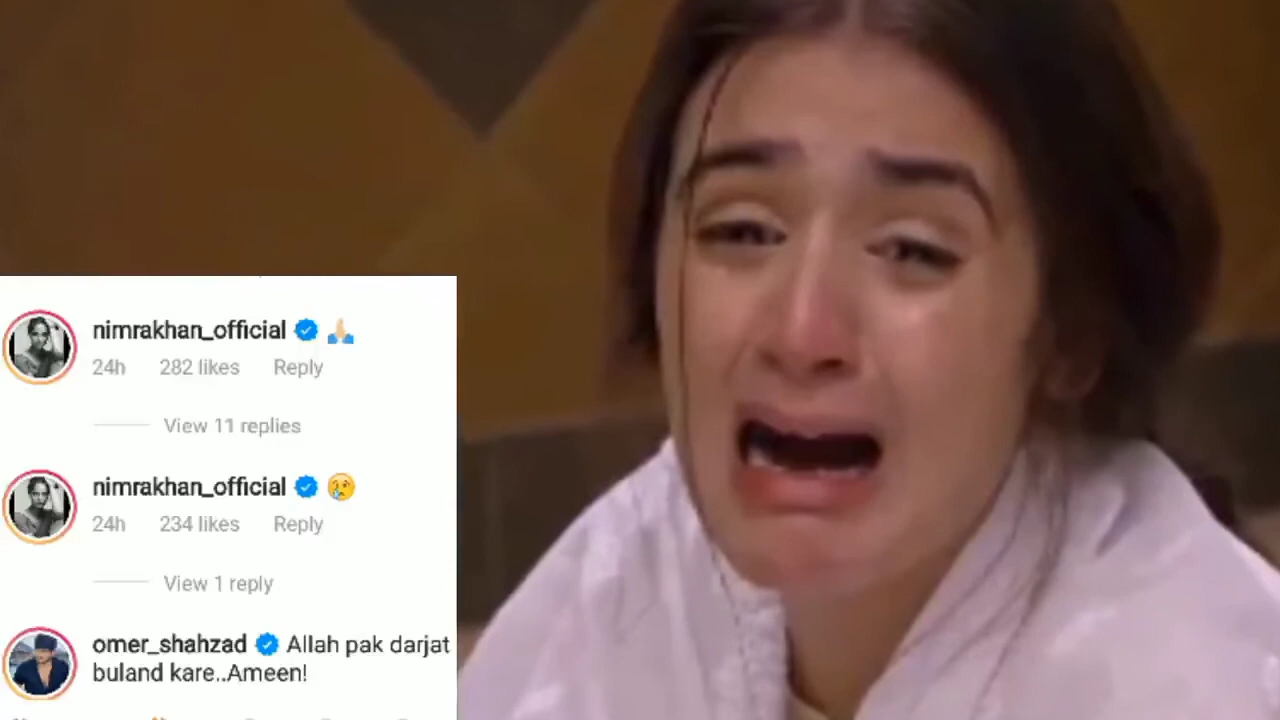 nimrakhan_official 🙏🏻
24h 282 likes Reply
View 11 replies
nimrakhan_official 😢
24h 234 likes Reply
View 1 reply
omer_shahzad Allah pak darjat
buland kare..Ameen!